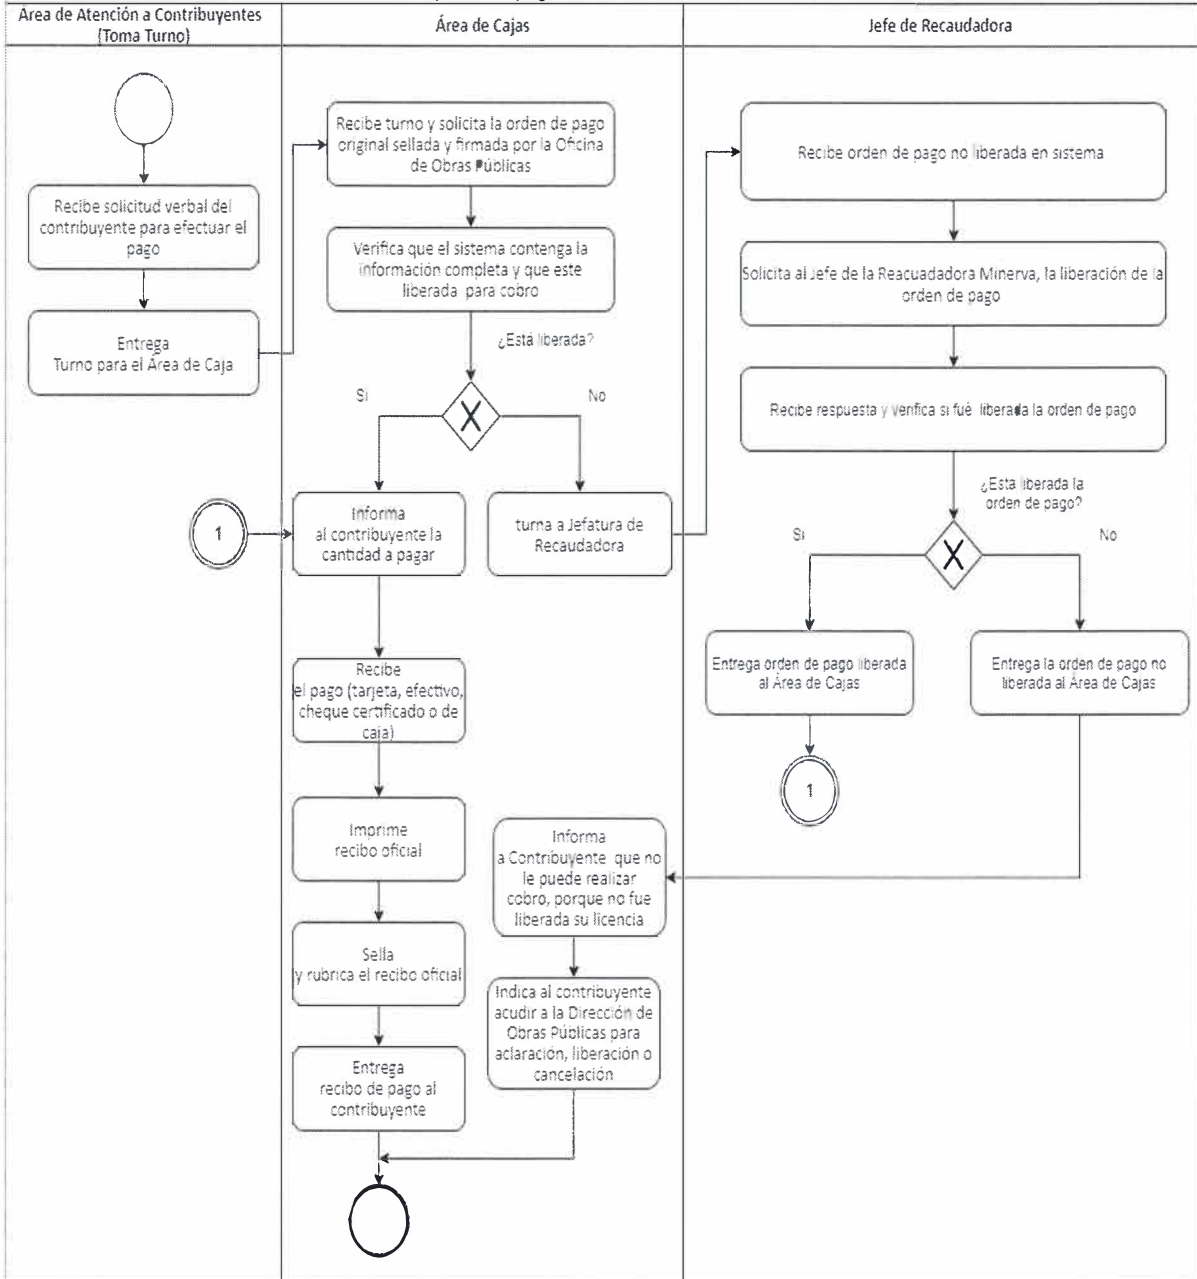 Área de Atención a Contribuyentes
(Toma Turno)
Área de Cajas
Jefe de Recaudadora
Recibe solicitud verbal del
contribuyente para efectuar el
pago
Entrega
Turno para el Área de Caja
Recibe turno y solicita la orden de pago
original sellada y firmada por la Oficina
de Obras Públicas
Verifica que el sistema contenga la
información completa y que este
liberada para cobro
¿Está liberada?
Si
No
X
1
Informa
al contribuyente la
cantidad a pagar
turna a Jefatura de
Recaudadora
Recibe
el pago (tarjeta, efectivo,
cheque certificado o de
caja)
Imprime
recibo oficial
Sella
y rubrica el recibo oficial
Entrega
recibo de pago al
contribuyente
Informa
a Contribuyente que no
le puede realizar
cobro, porque no fue
liberada su licencia
Indica al contribuyente
acudir a la Dirección de
Obras Públicas para
aclaración, liberación o
cancelación
Recibe orden de pago no liberada en sistema
Solicita al Jefe de la Reacuadadora Minerva, la liberación de la
orden de pago
Recibe respuesta y verifica si fué liberada la orden de pago
¿Esta liberada la
orden de pago?
Si
No
X
Entrega orden de pago liberada
al Área de Cajas
Entrega la orden de pago no
liberada al Área de Cajas
1